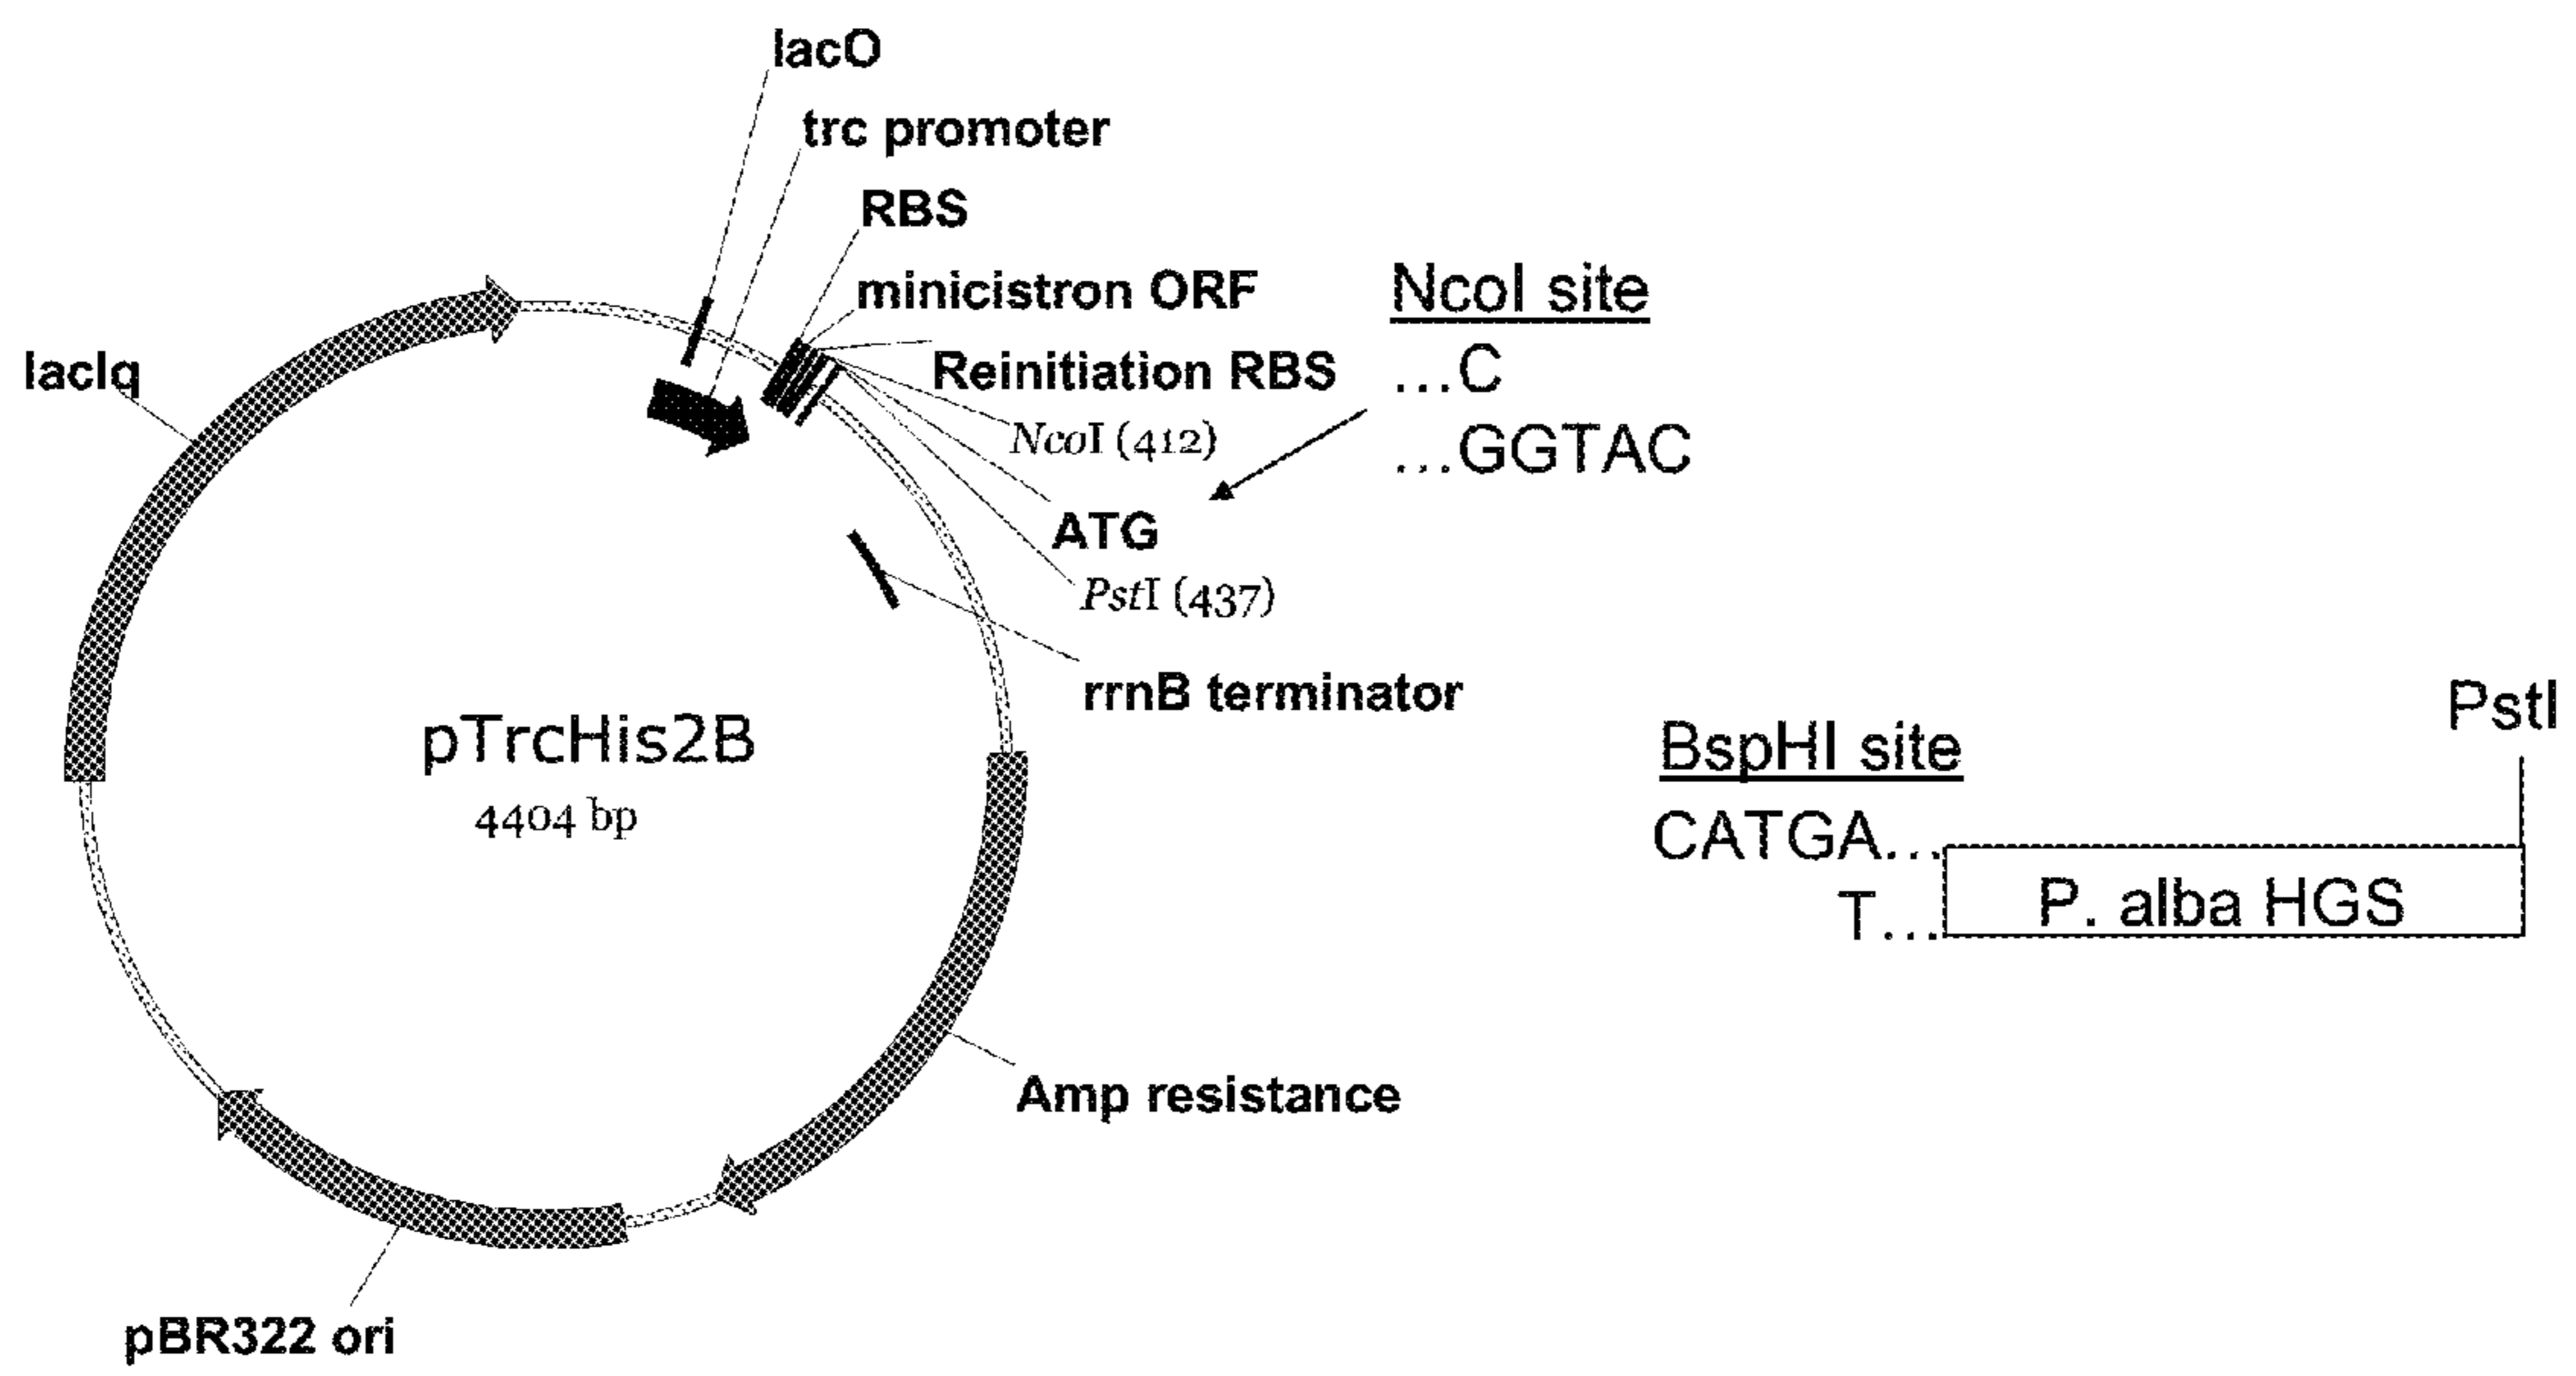 lacO
trc promoter
RBS
minicistron ORF
Reinitiation RBS
NcoI (412)
ATG
PstI (437)
rrnB terminator
lacIq
pTrcHis2B
4404 bp
Amp resistance
pBR322 ori
NcoI site
...C
...GGTAC
BspHI site
CATGA...
T...
PstI
P. alba HGS